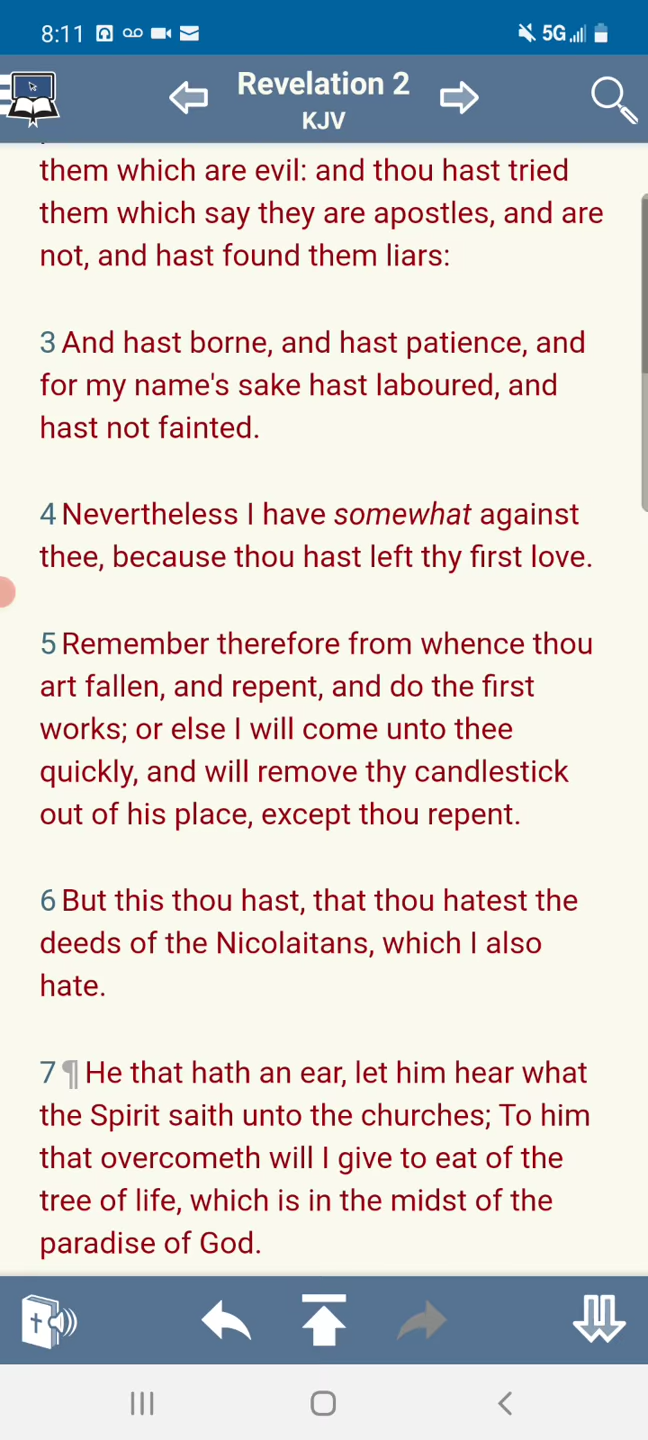 8:11
5G
Revelation 2
KJV
them which are evil: and thou hast tried
them which say they are apostles, and are
not, and hast found them liars:
3 And hast borne, and hast patience, and
for my name's sake hast laboured, and
hast not fainted.
4 Nevertheless I have somewhat against
thee, because thou hast left thy first love.
5 Remember therefore from whence thou
art fallen, and repent, and do the first
works; or else I will come unto thee
quickly, and will remove thy candlestick
out of his place, except thou repent.
6 But this thou hast, that thou hatest the
deeds of the Nicolaitans, which I also
hate.
7 ¶ He that hath an ear, let him hear what
the Spirit saith unto the churches; To him
that overcometh will I give to eat of the
tree of life, which is in the midst of the
paradise of God.